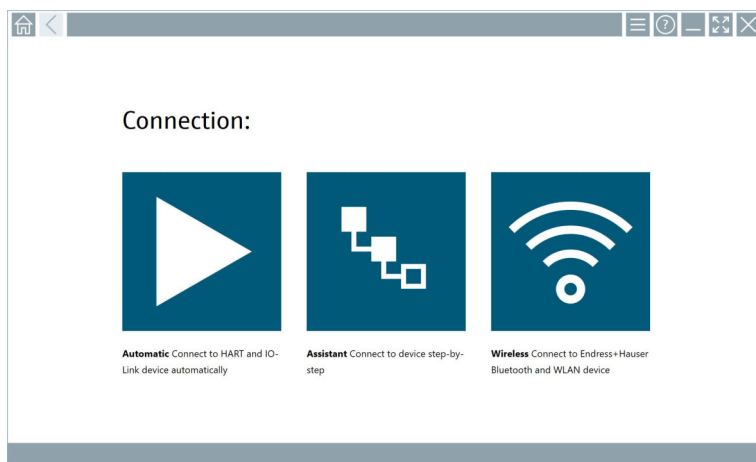 Connection:
Automatic Connect to HART and IO-
Link device automatically
Assistant Connect to device step-by-
step
Wireless Connect to Endress+Hauser
Bluetooth and WLAN device